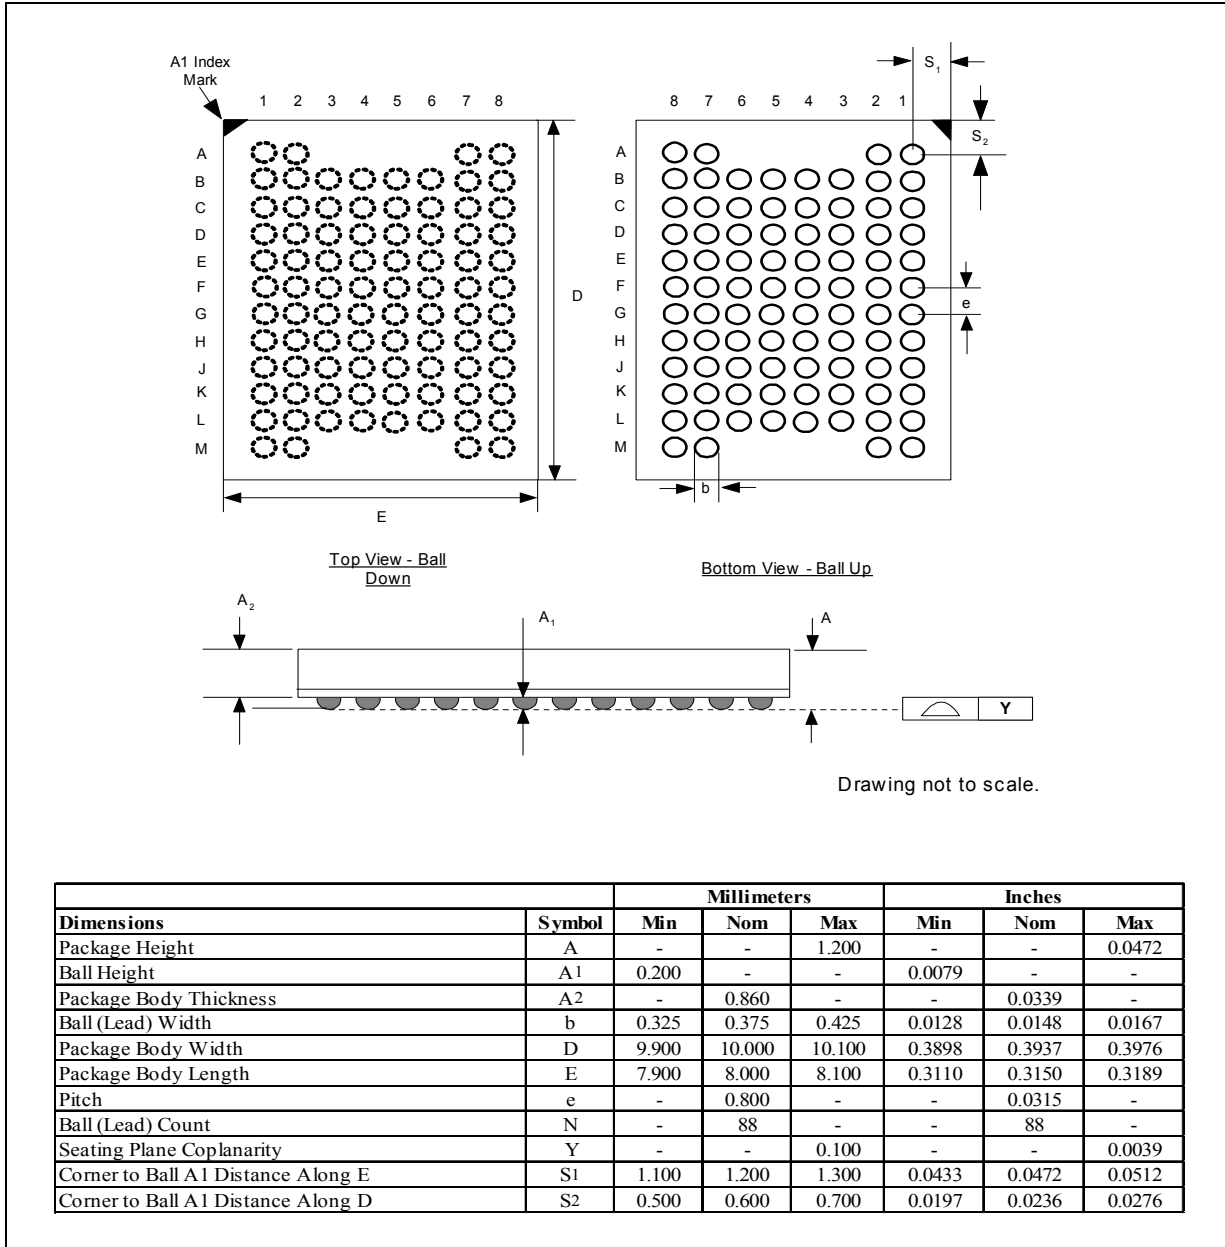 A1 Index
Mark
1 2 3 4 5 6 7 8
A
B
C
D
E
F
G
H
J
K
L
M
D
E
Top View - Ball
Down
8 7 6 5 4 3 2 1
A
B
C
D
E
F
G
H
J
K
L
M
S1
S2
e
b
Bottom View - Ball Up
A2
A1
A
Y
Drawing not to scale.
Millimeters Inches
Dimensions Symbol Min Nom Max Min Nom Max
Package Height A - - 1.200 - - 0.0472
Ball Height A1 0.200 - - 0.0079 - -
Package Body Thickness A2 - 0.860 - - 0.0339 -
Ball (Lead) Width b 0.325 0.375 0.425 0.0128 0.0148 0.0167
Package Body Width D 9.900 10.000 10.100 0.3898 0.3937 0.3976
Package Body Length E 7.900 8.000 8.100 0.3110 0.3150 0.3189
Pitch e - 0.800 - - 0.0315 -
Ball (Lead) Count N - 88 - - 88 -
Seating Plane Coplanarity Y - - 0.100 - - 0.0039
Corner to Ball A1 Distance Along E S1 1.100 1.200 1.300 0.0433 0.0472 0.0512
Corner to Ball A1 Distance Along D S2 0.500 0.600 0.700 0.0197 0.0236 0.0276